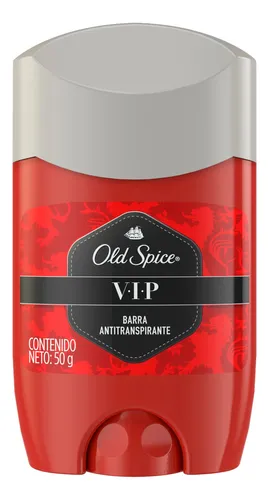 Old Spice®
V.I.P
BARRA
ANTITRANSPIRANTE
CONTENIDO
NETO: 50 g